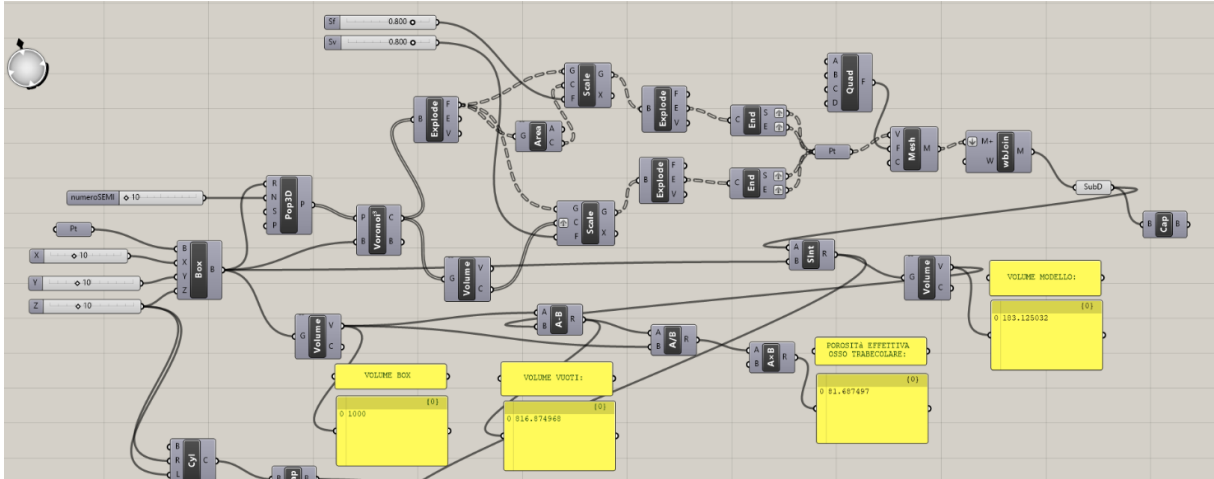 Sf 0.800
Sv 0.800
G C F Scale G X
A B C D Quad F
B Explode F E V
G Area A C
B Explode F E V
C End S E
Pt
V F C Mesh M
M+ W wbJoin M
B Explode F E V
C End S E
SubD
numeroSEMI 10
R N S P Pop3D P
P B Voronoi³ C B
G C F Scale G X
B Cap B
Pt
X 10
Y 10
Z 10
B X Y Z Box B
G Volume V C
A B SInt R
G Volume V C
VOLUME MODELLO:
{0}
0 183.125032
G Volume V C
A B A-B R
A B A/B R
A B A×B R
POROSITá EFFETTIVA
OSSO TRABECOLARE:
{0}
0 81.687497
VOLUME BOX
{0}
0 1000
VOLUME VUOTI:
{0}
0 816.874968
B R L Cyl C